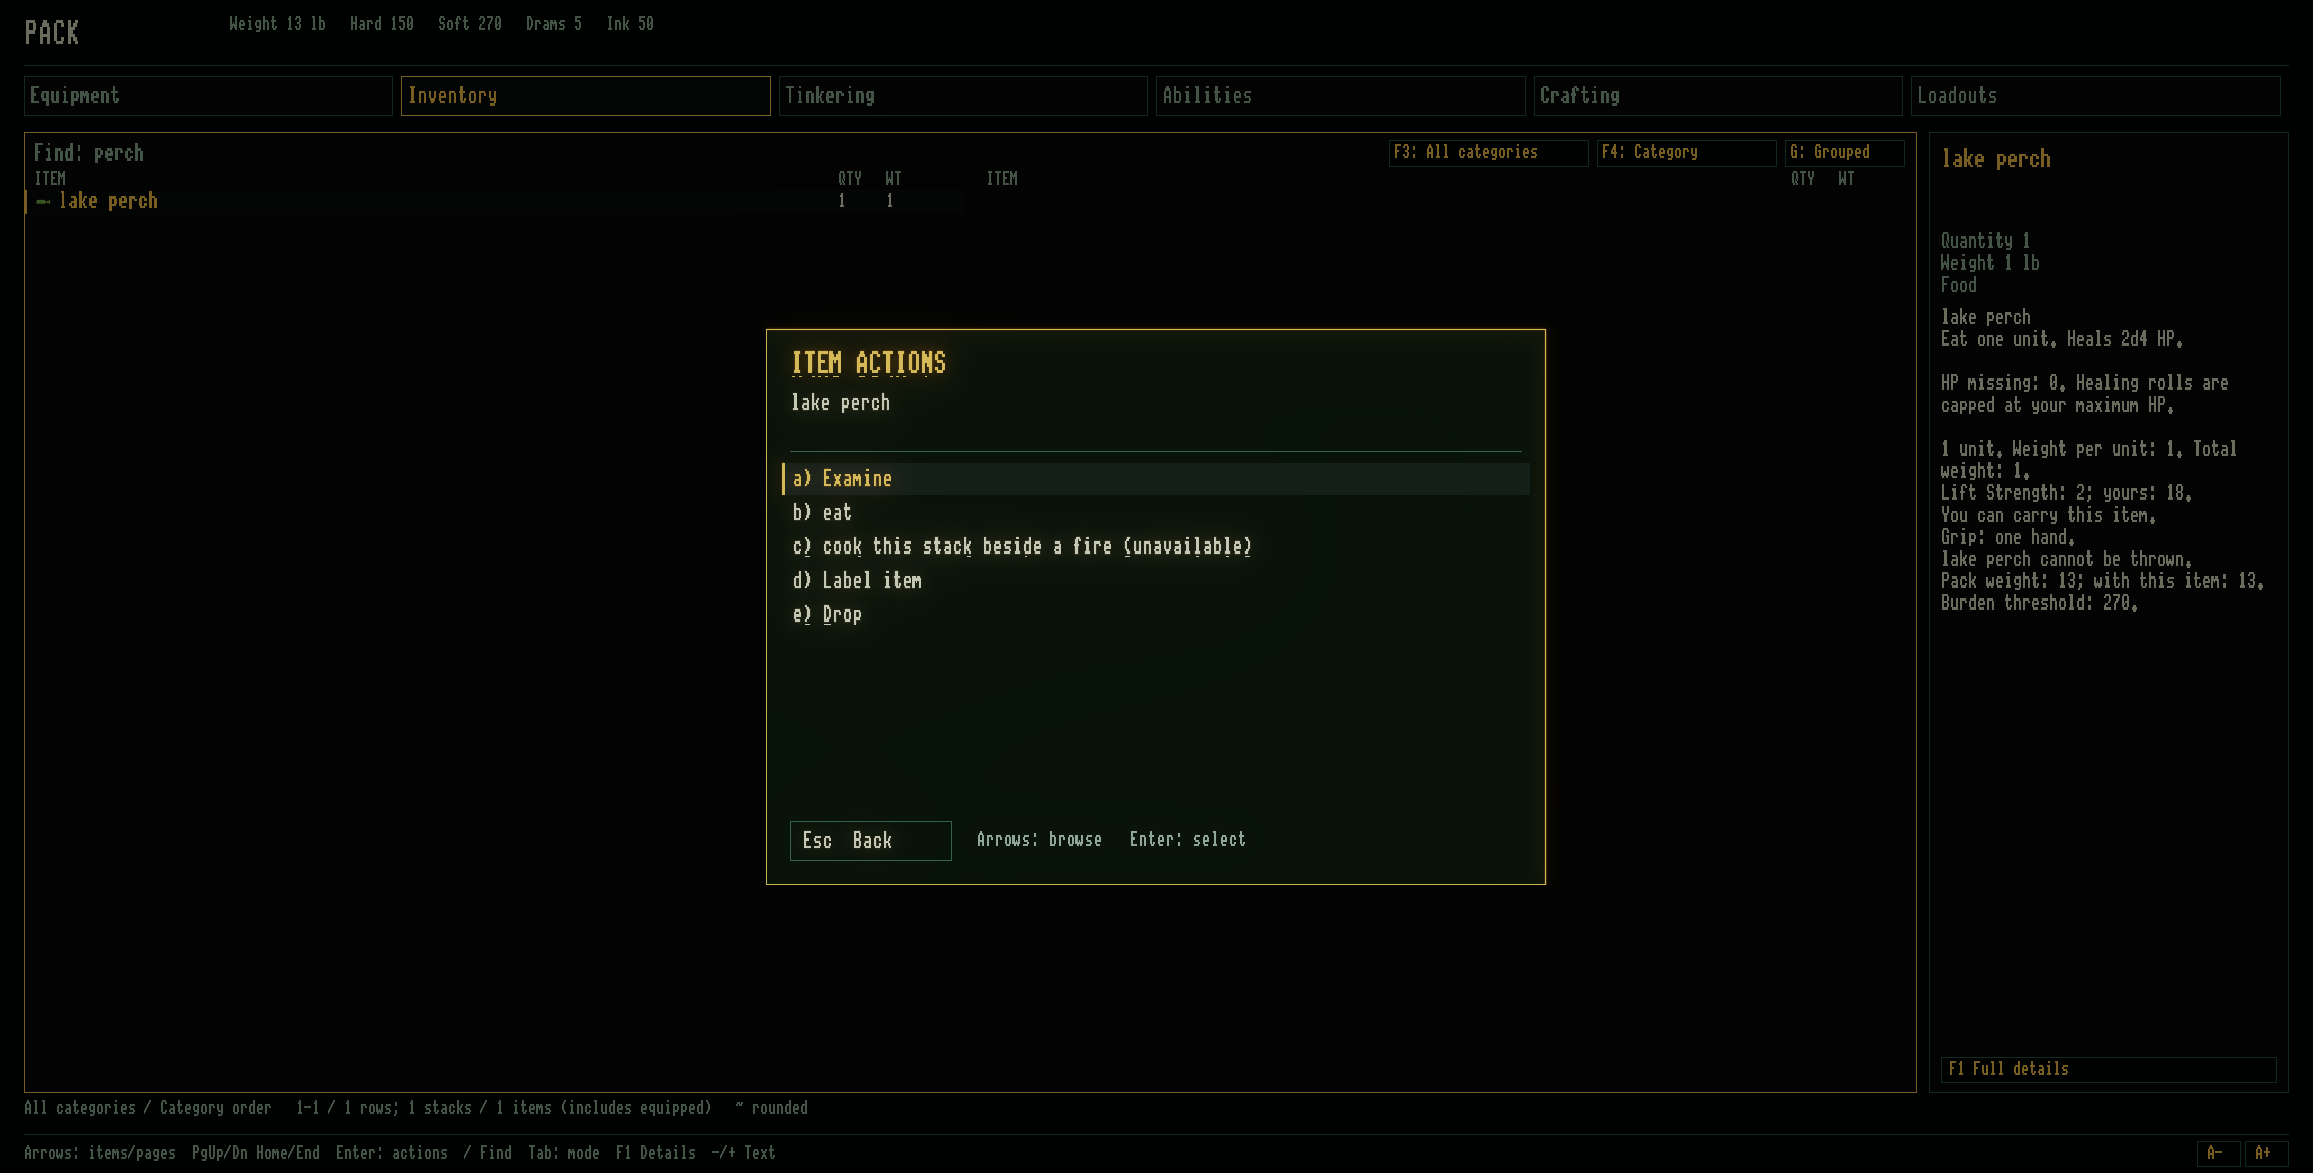 PACK
Weight 13 lb Hard 150 Soft 270 Drams 5 Ink 50
Equipment
Inventory
Tinkering
Abilities
Crafting
Loadouts
Find: perch
F3: All categories
F4: Category
G: Grouped
ITEM QTY WT ITEM QTY WT
lake perch 1 1
ITEM ACTIONS
lake perch
a) Examine
b) eat
c) cook this stack beside a fire (unavailable)
d) Label item
e) Drop
Esc Back
Arrows: browse Enter: select
lake perch
Quantity 1
Weight 1 lb
Food
lake perch
Eat one unit. Heals 2d4 HP.
HP missing: 0. Healing rolls are
capped at your maximum HP.
1 unit. Weight per unit: 1. Total
weight: 1.
Lift Strength: 2; yours: 18.
You can carry this item.
Grip: one hand.
lake perch cannot be thrown.
Pack weight: 13; with this item: 13.
Burden threshold: 270.
F1 Full details
All categories / Category order 1-1 / 1 rows; 1 stacks / 1 items (includes equipped) ~ rounded
Arrows: items/pages PgUp/Dn Home/End Enter: actions / Find Tab: mode F1 Details -/+ Text
A- A+